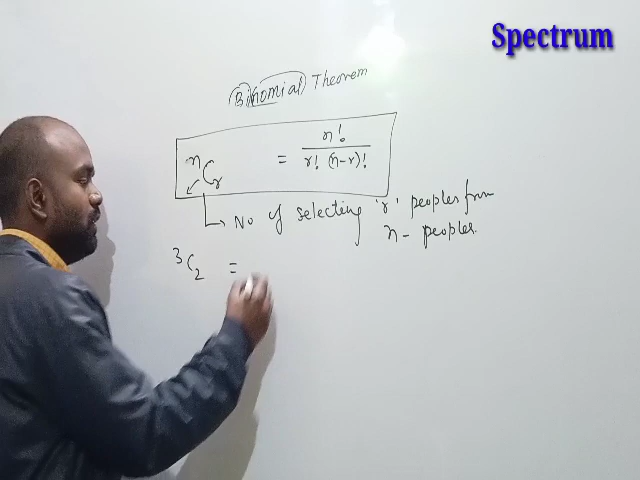 Spectrum
Binomial Theorem
nCr = n! / r! (n-r)!
No of selecting 'r' peoples from
n - peoples.
3C2 =